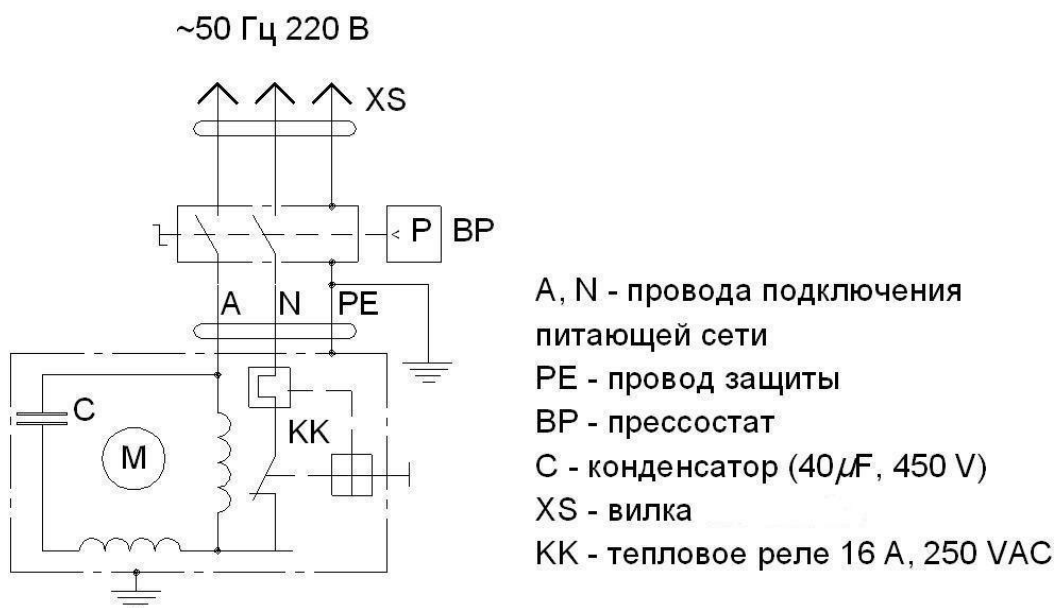 ~50 Гц 220 В
XS
P BP
A N PE
C
KK
M
A, N - провода подключения
питающей сети
PE - провод защиты
BP - прессостат
C - конденсатор (40μF, 450 V)
XS - вилка
KK - тепловое реле 16 А, 250 VAC